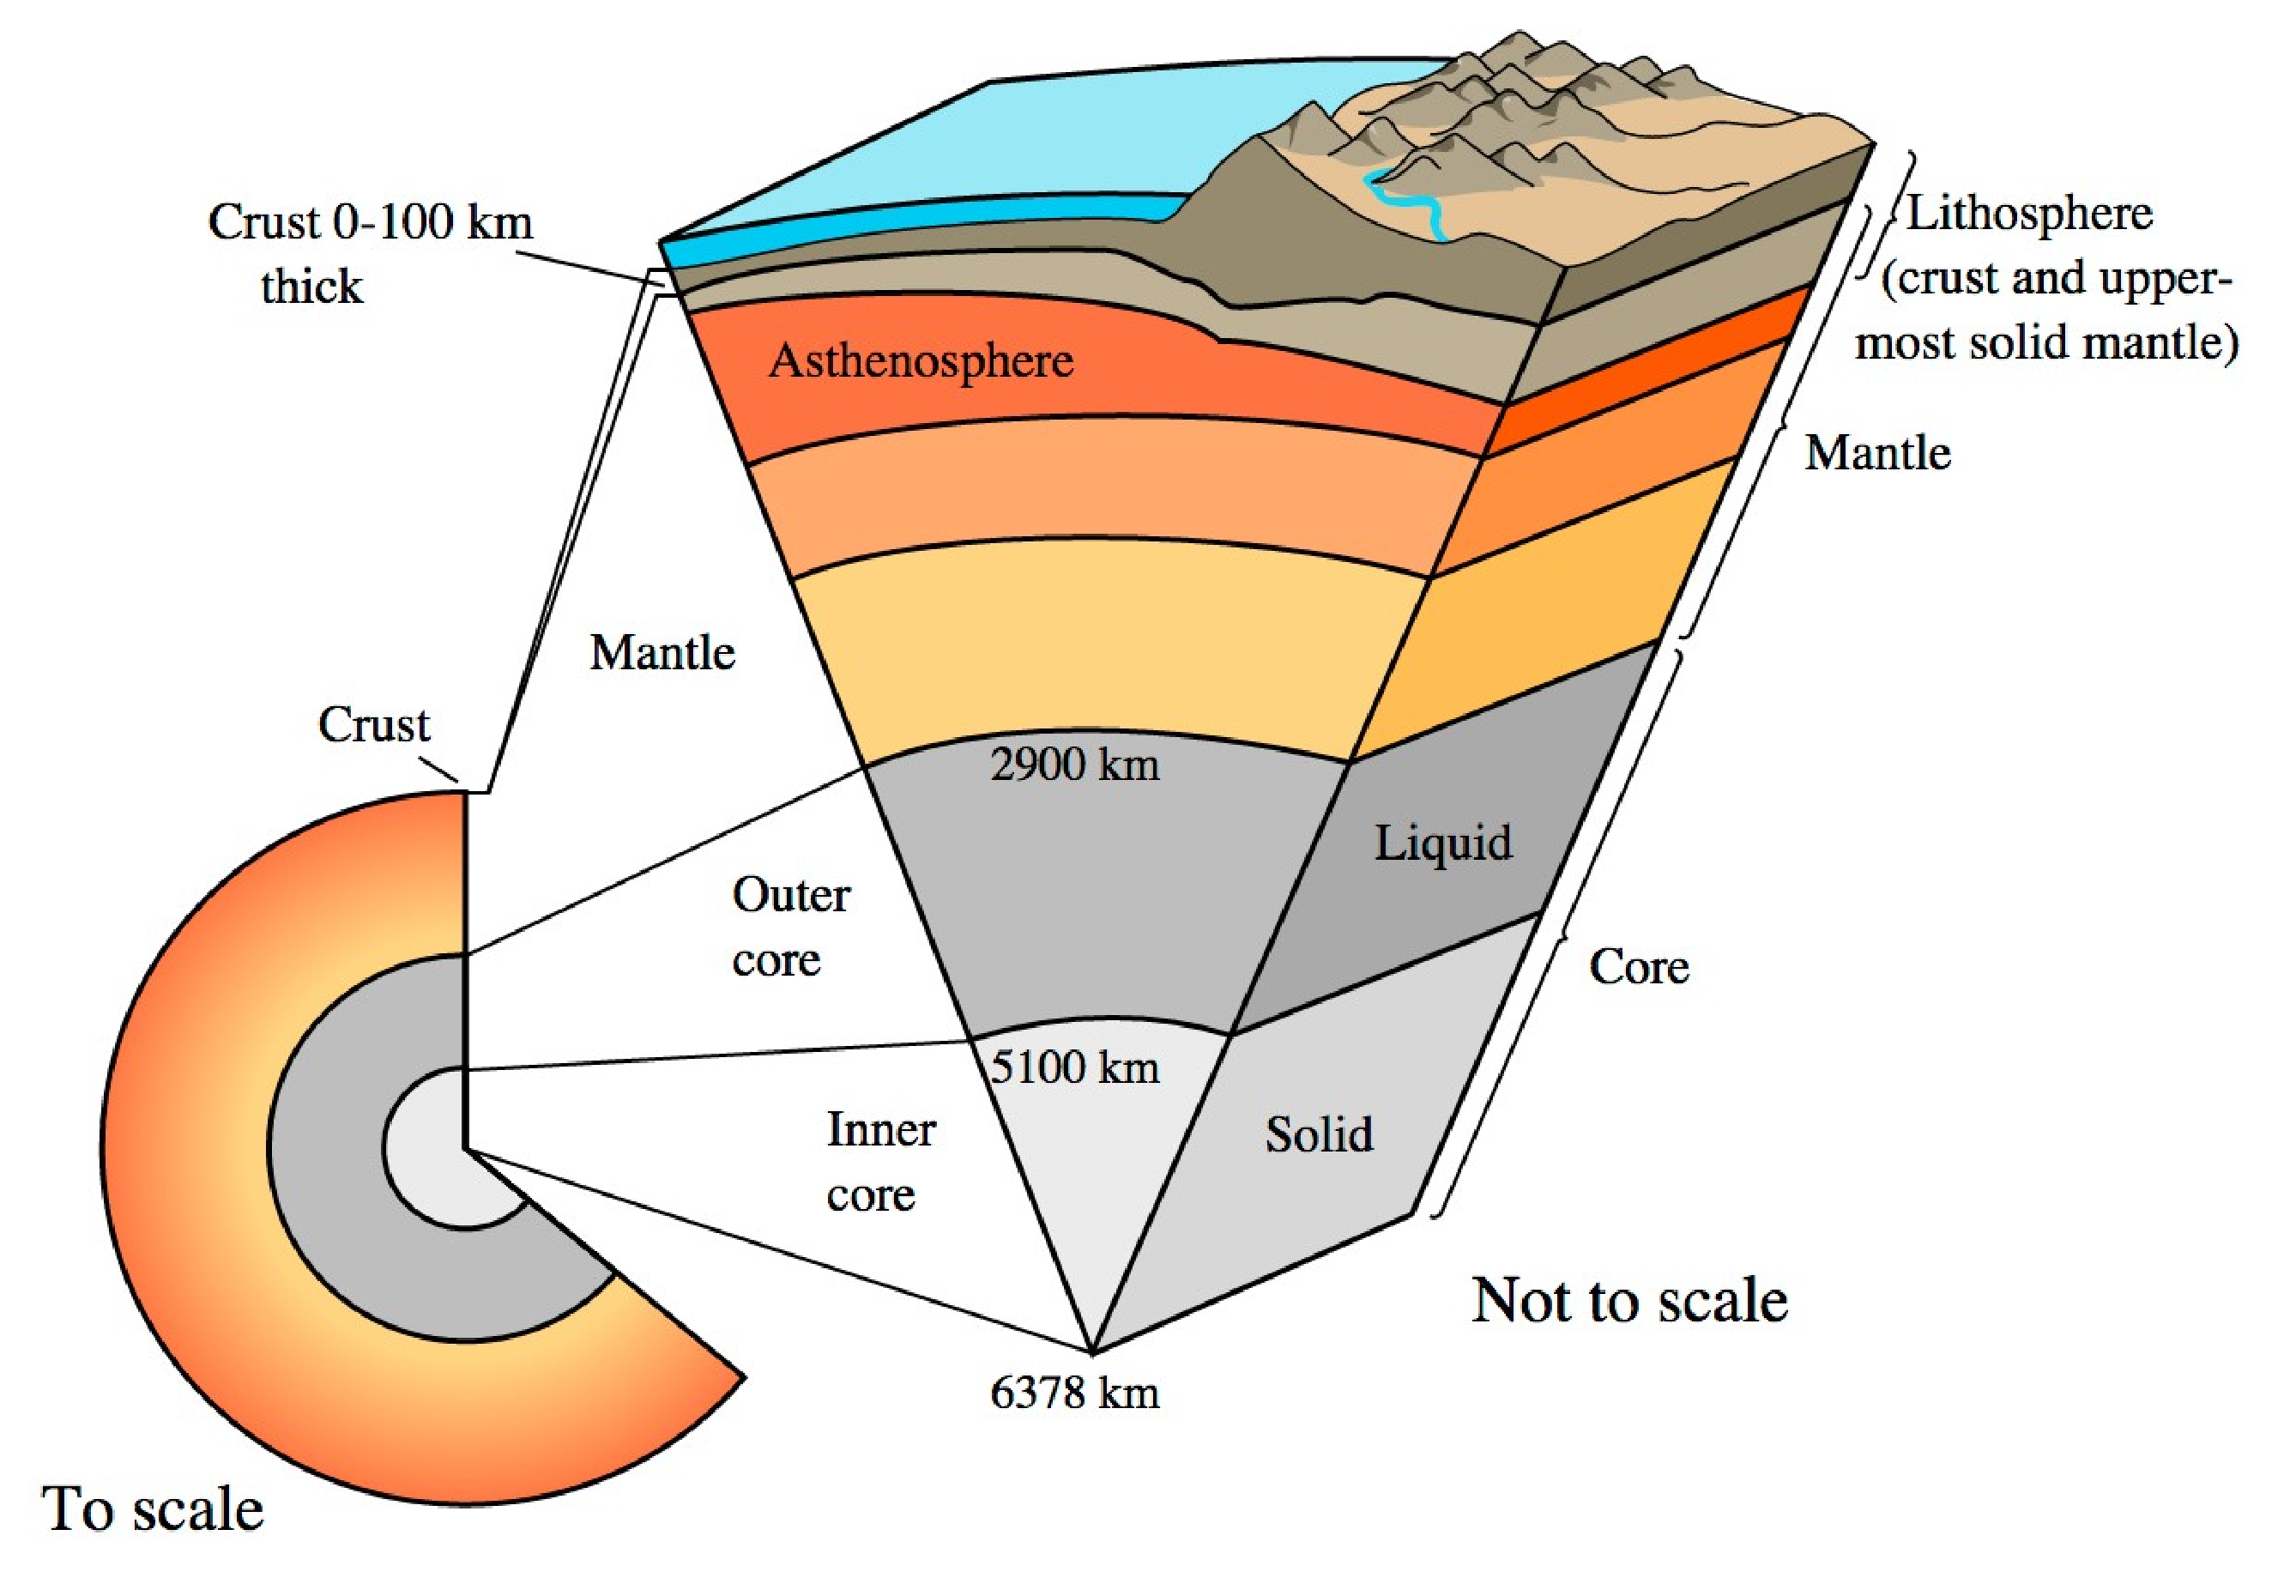 Crust 0-100 km
thick
Lithosphere
(crust and upper-
most solid mantle)
Asthenosphere
Mantle
Mantle
Crust
2900 km
Liquid
Outer
core
Core
5100 km
Inner
core
Solid
Not to scale
6378 km
To scale